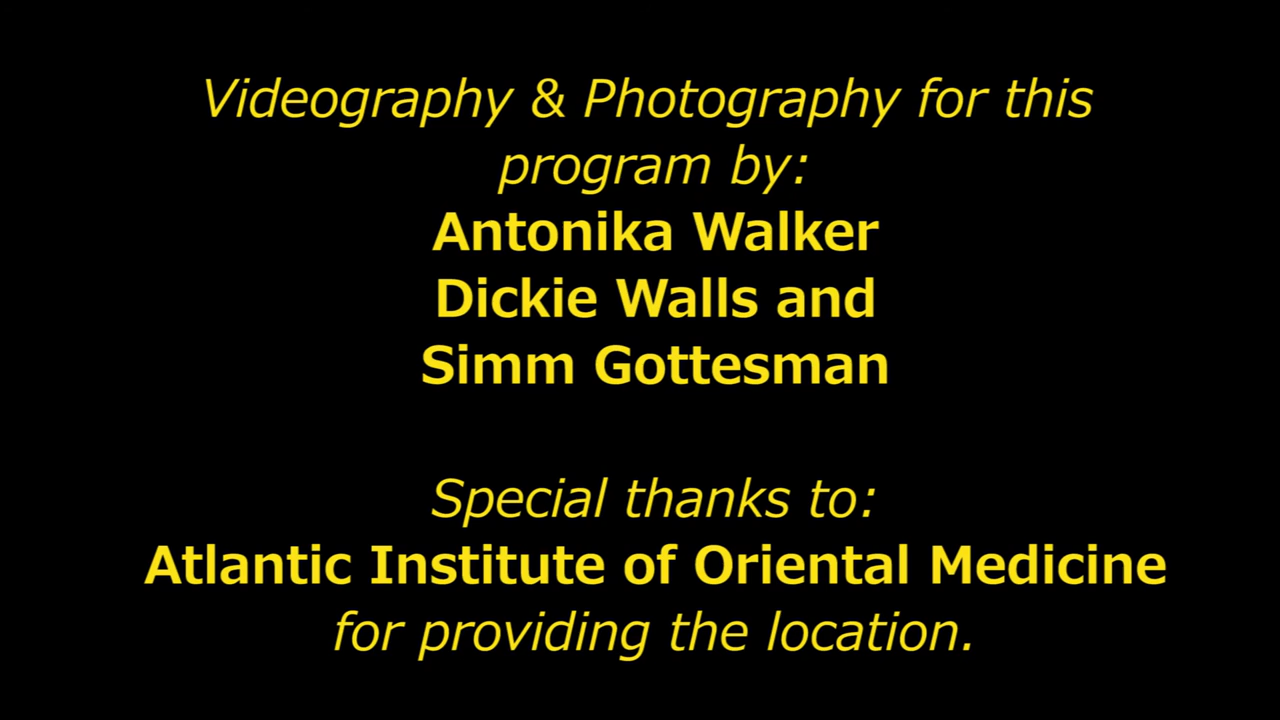 Videography & Photography for this
program by:
Antonika Walker
Dickie Walls and
Simm Gottesman
Special thanks to:
Atlantic Institute of Oriental Medicine
for providing the location.